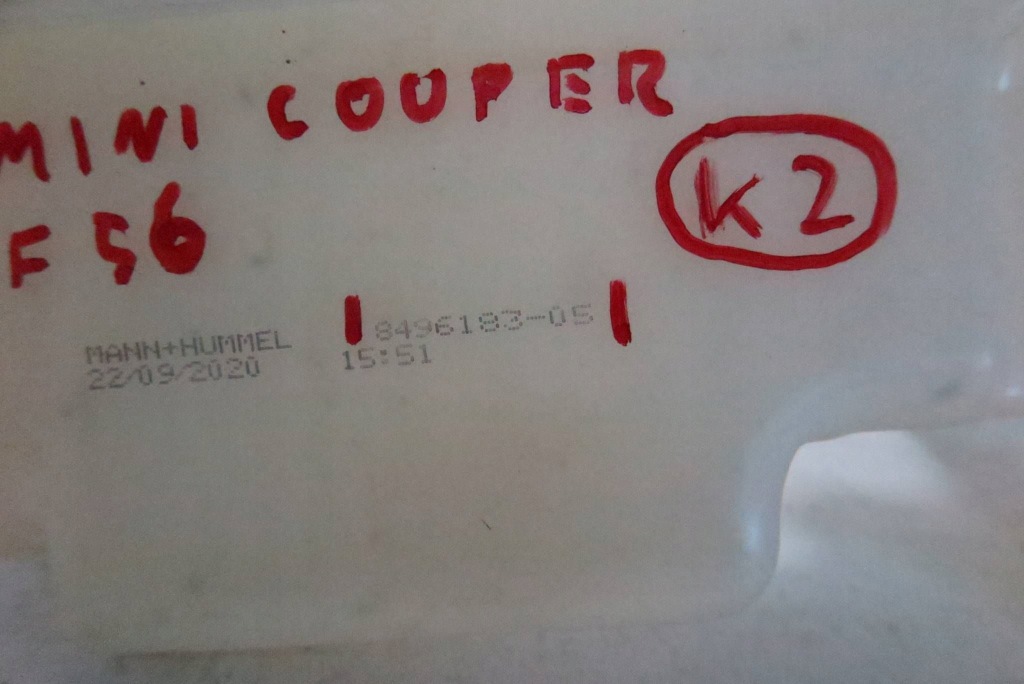 MINI COOPER
K2
F56
MANN+HUMMEL 8496183-05
22/09/2020 15:51